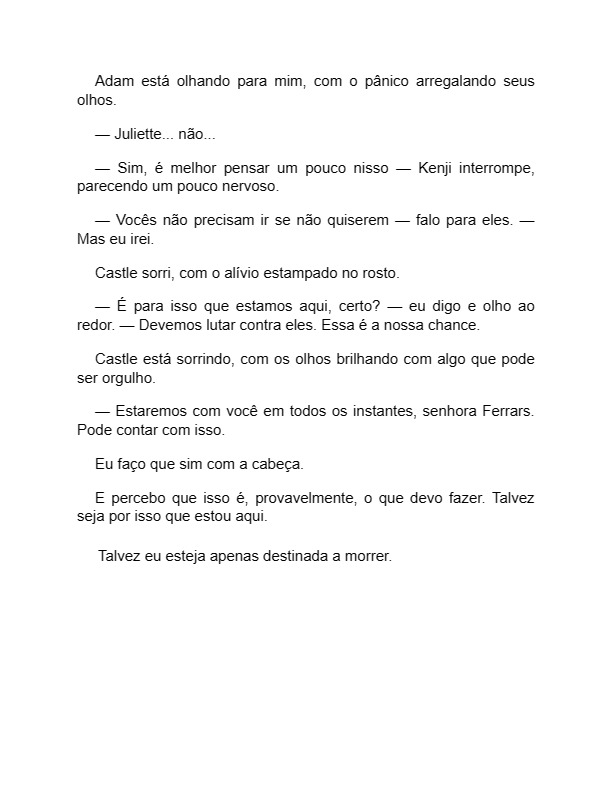 Adam está olhando para mim, com o pânico arregalando seus
olhos.
— Juliette... não...
— Sim, é melhor pensar um pouco nisso — Kenji interrompe,
parecendo um pouco nervoso.
— Vocês não precisam ir se não quiserem — falo para eles. —
Mas eu irei.
Castle sorri, com o alívio estampado no rosto.
— É para isso que estamos aqui, certo? — eu digo e olho ao
redor. — Devemos lutar contra eles. Essa é a nossa chance.
Castle está sorrindo, com os olhos brilhando com algo que pode
ser orgulho.
— Estaremos com você em todos os instantes, senhora Ferrars.
Pode contar com isso.
Eu faço que sim com a cabeça.
E percebo que isso é, provavelmente, o que devo fazer. Talvez
seja por isso que estou aqui.
Talvez eu esteja apenas destinada a morrer.